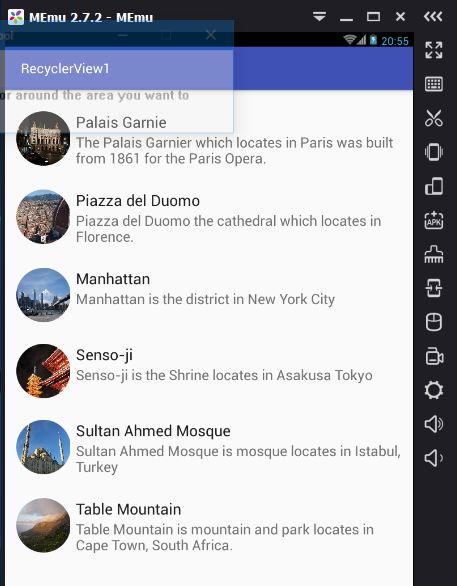 MEmu 2.7.2 - MEmu
20:55
RecyclerView1
or around the area you want to
Palais Garnie
The Palais Garnier which locates in Paris was built
from 1861 for the Paris Opera.
Piazza del Duomo
Piazza del Duomo the cathedral which locates in
Florence.
Manhattan
Manhattan is the district in New York City
Senso-ji
Senso-ji is the Shrine locates in Asakusa Tokyo
Sultan Ahmed Mosque
Sultan Ahmed Mosque is mosque locates in Istabul,
Turkey
Table Mountain
Table Mountain is mountain and park locates in
Cape Town, South Africa.
APK